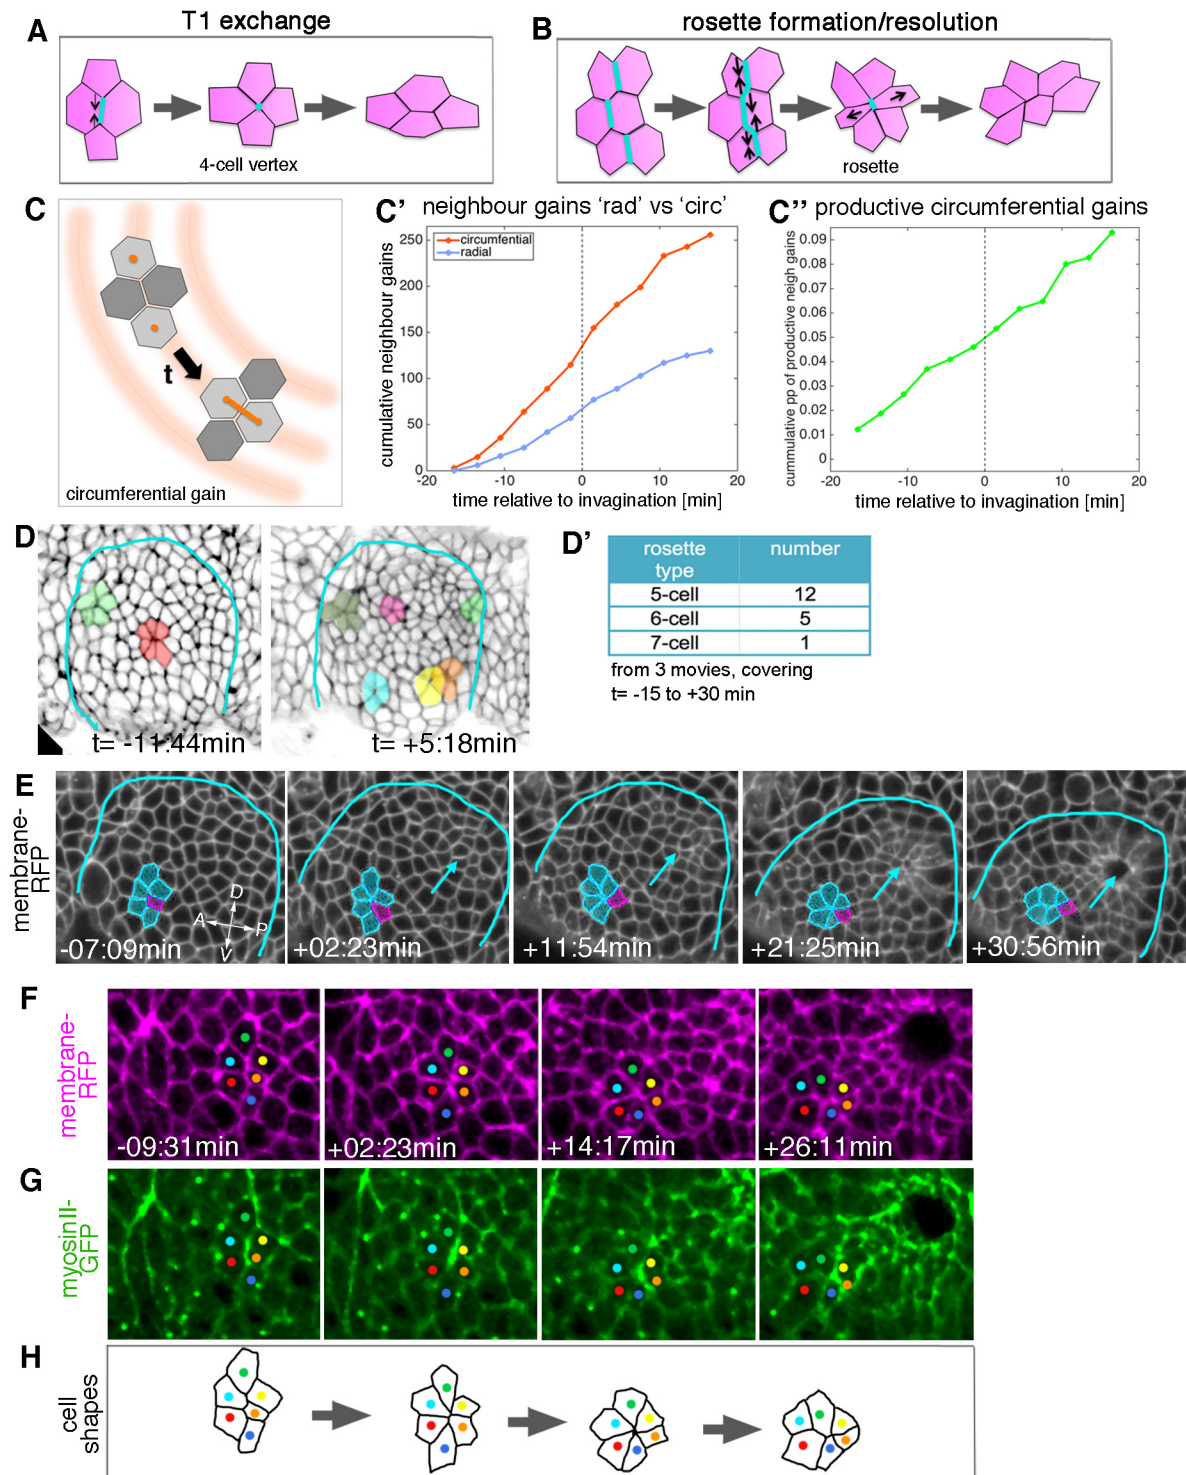 T1 exchange
rosette formation/resolution
A
B
4-cell vertex
rosette
C
C' neighbour gains 'rad' vs 'circ'
C'' productive circumferential gains
t
circumferential gain
cumulative neighbour gains
circumfential
radial
250
200
150
100
50
0
-20
-10
0
10
20
time relative to invagination [min]
cummulative pp of productive neigh gains
0.09
0.08
0.07
0.06
0.05
0.04
0.03
0.02
0.01
0
-20
-10
0
10
20
time relative to invagination [min]
D
t= -11:44min
t= +5:18min
D'
rosette type number
5-cell 12
6-cell 5
7-cell 1
from 3 movies, covering
t= -15 to +30 min
E
membrane-
RFP
D
A P
V
-07:09min
+02:23min
+11:54min
+21:25min
+30:56min
F
membrane-
RFP
-09:31min
+02:23min
+14:17min
+26:11min
G
myosinII-
GFP
H
cell
shapes